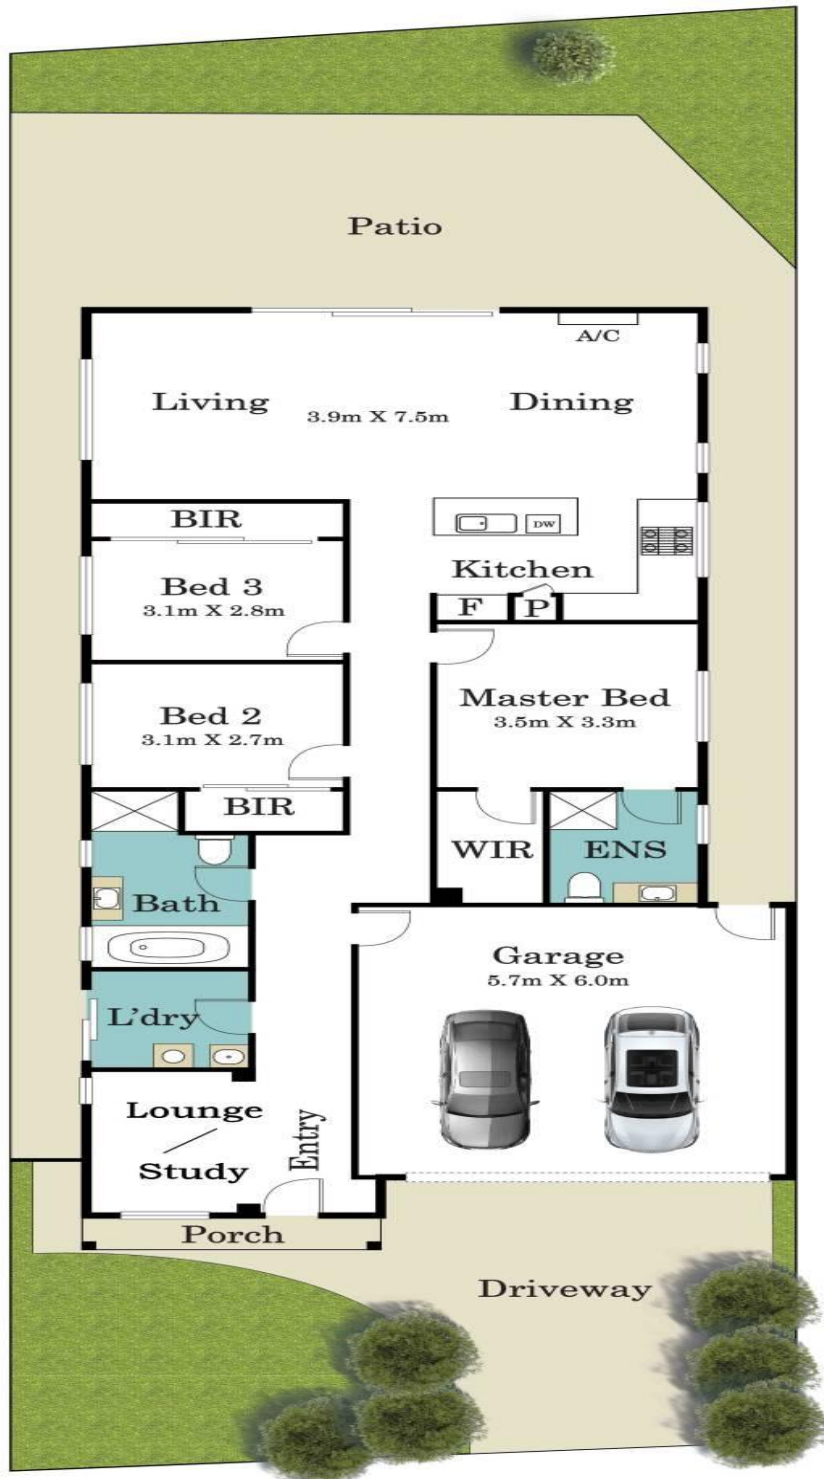 Patio
A/C
Living
3.9m X 7.5m
Dining
BIR
DW
Kitchen
Bed 3
3.1m X 2.8m
F
P
Master Bed
3.5m X 3.3m
Bed 2
3.1m X 2.7m
BIR
WIR
ENS
Bath
Garage
5.7m X 6.0m
L'dry
Lounge
/
Study
Entry
Porch
Driveway